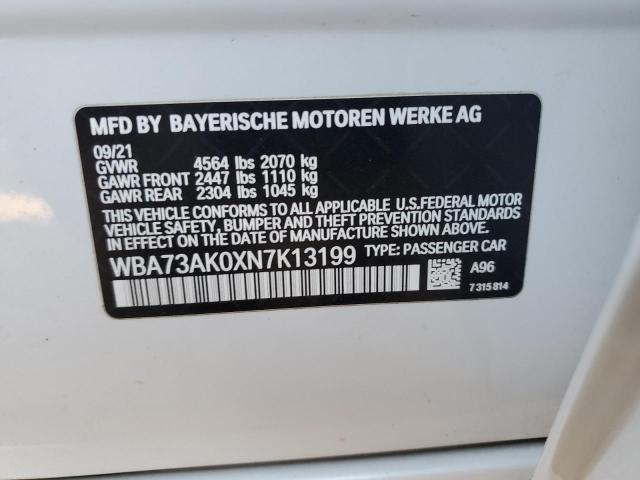 MFD BY BAYERISCHE MOTOREN WERKE AG
09/21
GVWR 4564 lbs 2070 kg
GAWR FRONT 2447 lbs 1110 kg
GAWR REAR 2304 lbs 1045 kg
THIS VEHICLE CONFORMS TO ALL APPLICABLE U.S.FEDERAL MOTOR
VEHICLE SAFETY, BUMPER AND THEFT PREVENTION STANDARDS
IN EFFECT ON THE DATE OF MANUFACTURE SHOWN ABOVE.
WBA73AK0XN7K13199 TYPE: PASSENGER CAR
A96
7 315 814